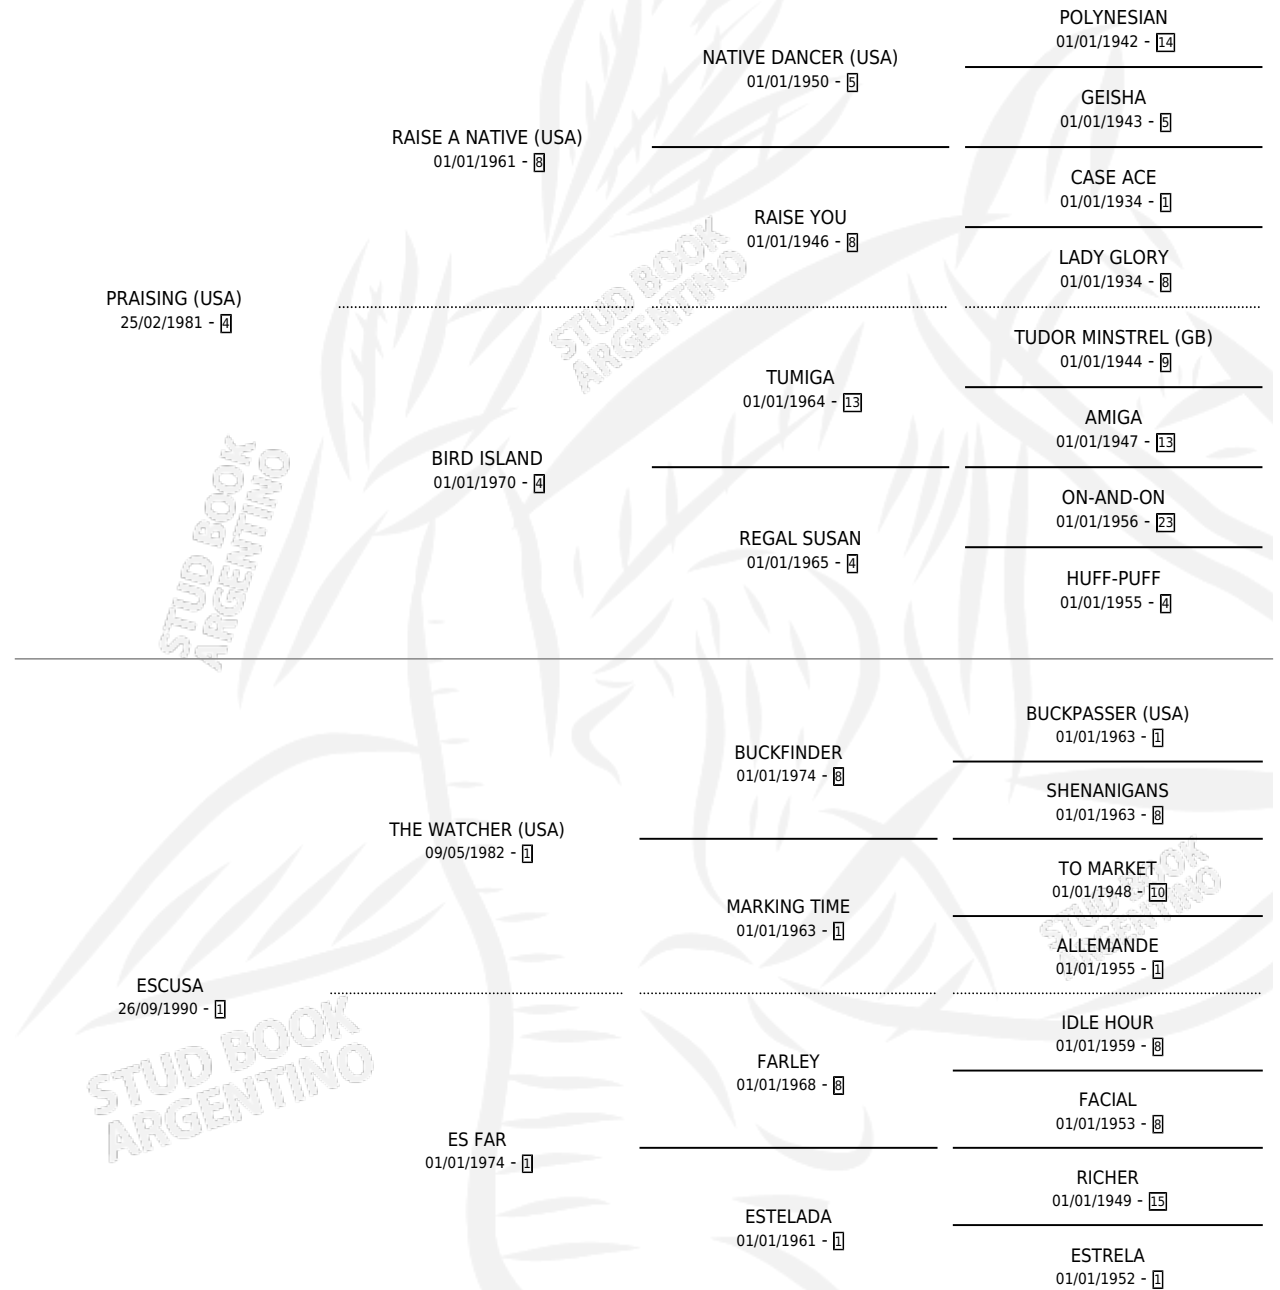 POLYNESIAN
01/01/1942 - 14
NATIVE DANCER (USA)
01/01/1950 - 5
GEISHA
01/01/1943 - 5
RAISE A NATIVE (USA)
01/01/1961 - 8
CASE ACE
01/01/1934 - 1
RAISE YOU
01/01/1946 - 8
LADY GLORY
01/01/1934 - 8
PRAISING (USA)
25/02/1981 - 4
TUDOR MINSTREL (GB)
01/01/1944 - 9
TUMIGA
01/01/1964 - 13
AMIGA
01/01/1947 - 13
BIRD ISLAND
01/01/1970 - 4
ON-AND-ON
01/01/1956 - 23
REGAL SUSAN
01/01/1965 - 4
HUFF-PUFF
01/01/1955 - 4
STUD BOOK
ARGENTINO
STUD BOOK
ARGENTINO
BUCKPASSER (USA)
01/01/1963 - 1
BUCKFINDER
01/01/1974 - 8
SHENANIGANS
01/01/1963 - 8
THE WATCHER (USA)
09/05/1982 - 1
TO MARKET
01/01/1948 - 10
MARKING TIME
01/01/1963 - 1
ALLEMANDE
01/01/1955 - 1
ESCUSA
26/09/1990 - 1
IDLE HOUR
01/01/1959 - 8
FARLEY
01/01/1968 - 8
FACIAL
01/01/1953 - 8
ES FAR
01/01/1974 - 1
RICHER
01/01/1949 - 15
ESTELADA
01/01/1961 - 1
ESTRELA
01/01/1952 - 1
STUD BOOK
ARGENTINO
STUD BOOK
ARGENTINO